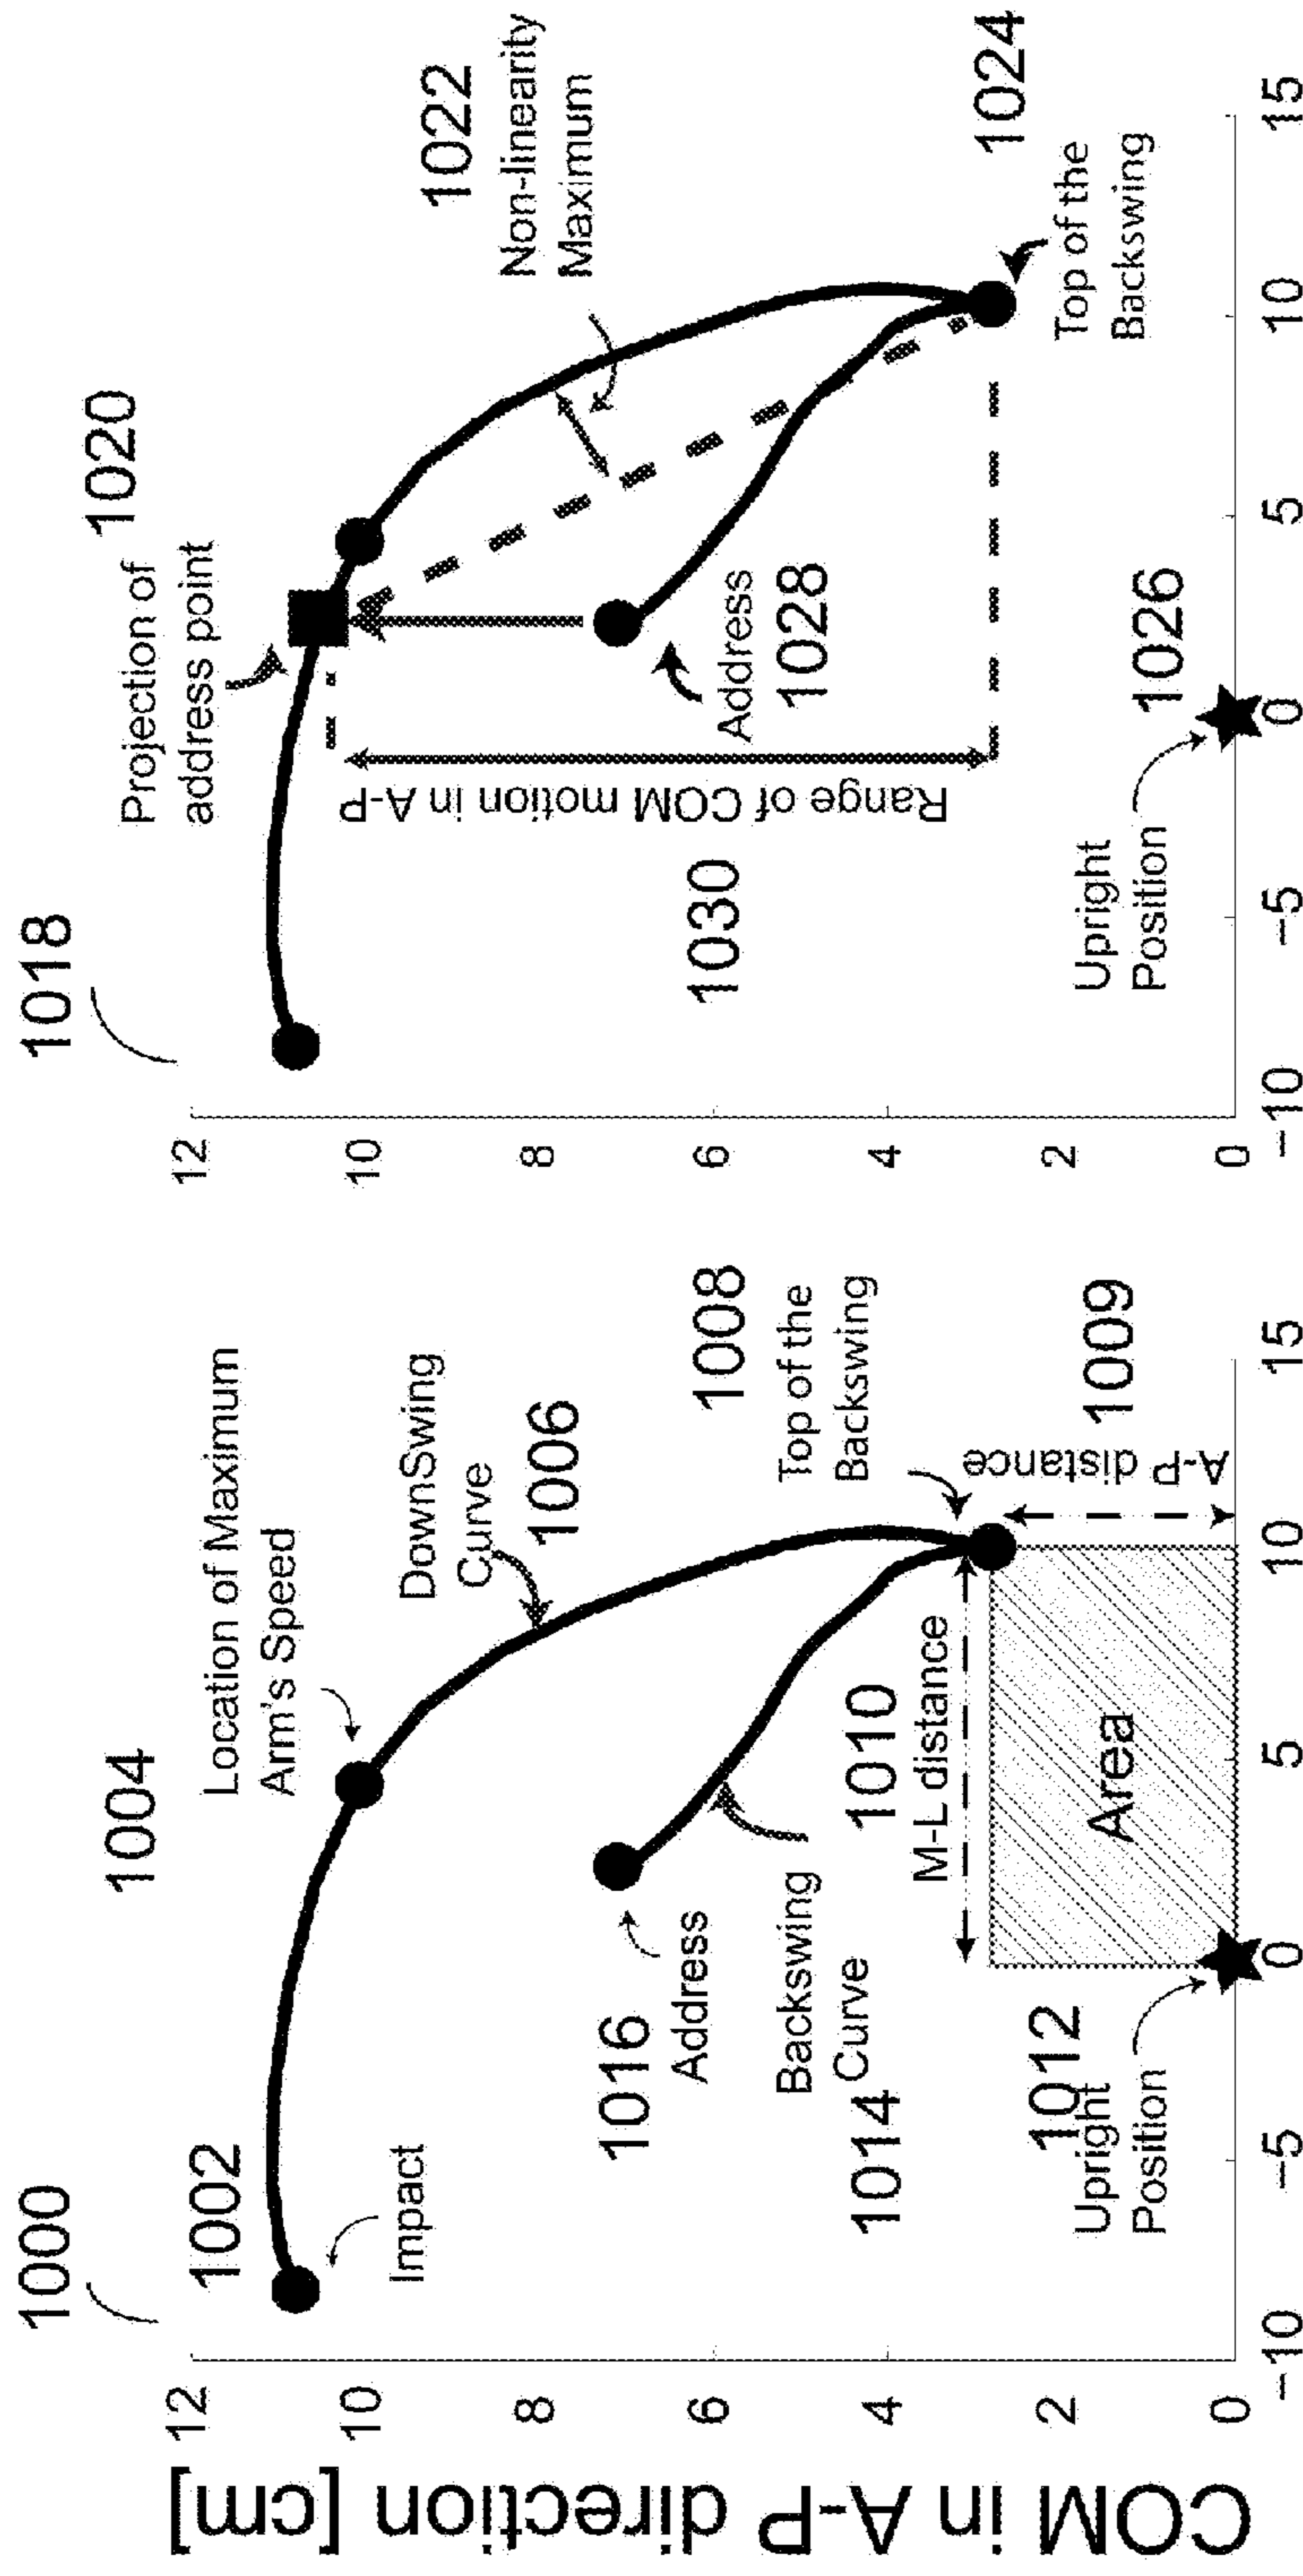 COM in A-P direction [cm]
1000
1002
Impact
1004
Location of Maximum
Arm's Speed
DownSwing
Curve
1006
1008
Top of the
Backswing
1016
Address
Backswing
Curve
1014
1010
M-L distance
Area
A-P distance
1009
1012
Upright
Position
12
10
8
6
4
2
0
−10
−5
0
5
10
15
1018
Projection of
address point
1020
1022
Non-linearity
Maximum
Address
1028
Range of COM motion in A-P
1030
Top of the
Backswing
1024
1026
Upright
Position
12
10
8
6
4
2
0
−10
−5
0
5
10
15